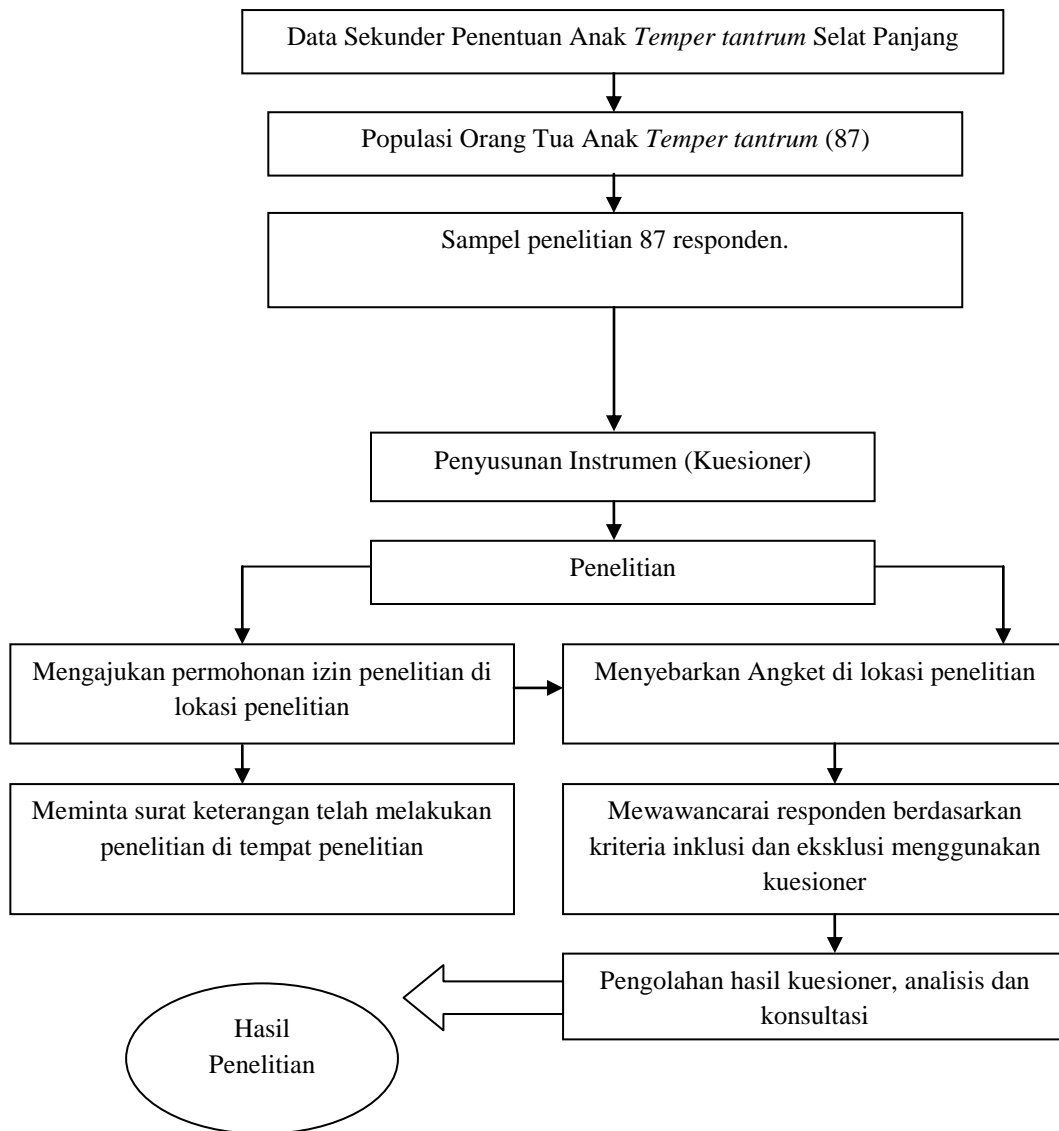 Data Sekunder Penentuan Anak Temper tantrum Selat Panjang
Populasi Orang Tua Anak Temper tantrum (87)
Sampel penelitian 87 responden.
Penyusunan Instrumen (Kuesioner)
Penelitian
Mengajukan permohonan izin penelitian di
lokasi penelitian
Menyebarkan Angket di lokasi penelitian
Meminta surat keterangan telah melakukan
penelitian di tempat penelitian
Mewawancarai responden berdasarkan
kriteria inklusi dan eksklusi menggunakan
kuesioner
Pengolahan hasil kuesioner, analisis dan
konsultasi
Hasil
Penelitian